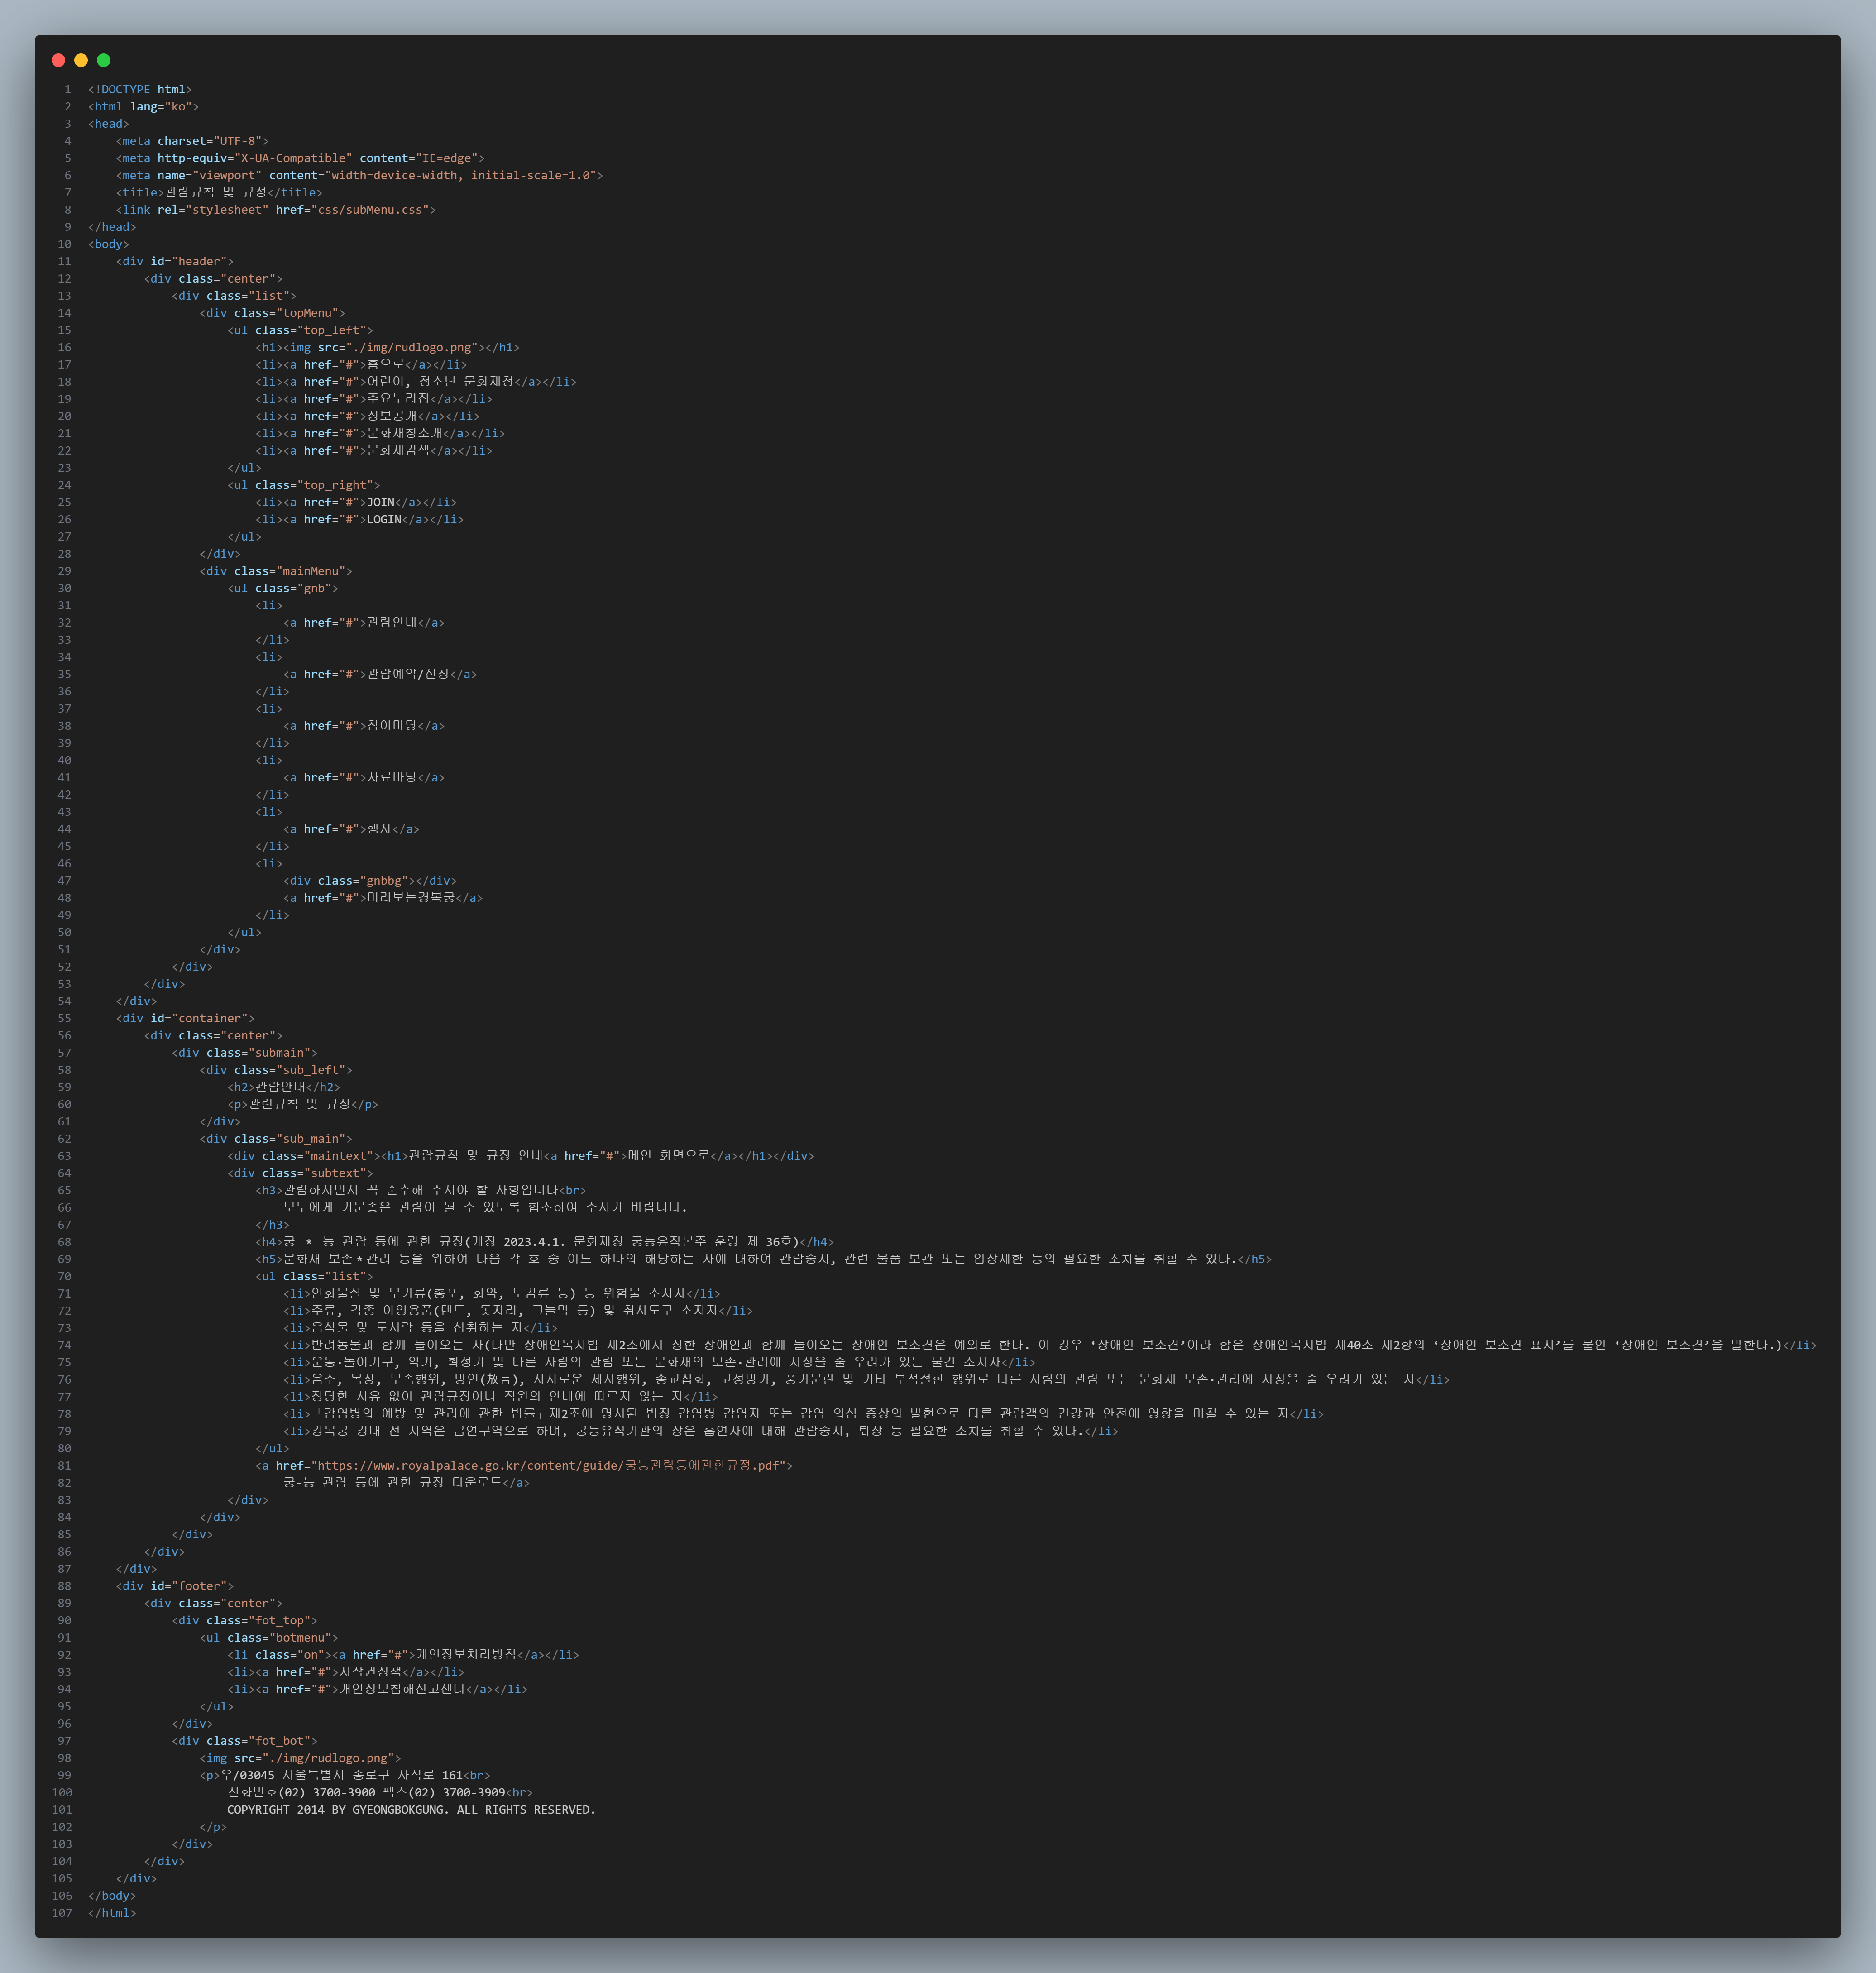 1 <!DOCTYPE html>
2 <html lang="ko">
3 <head>
4     <meta charset="UTF-8">
5     <meta http-equiv="X-UA-Compatible" content="IE=edge">
6     <meta name="viewport" content="width=device-width, initial-scale=1.0">
7     <title>관람규칙 및 규정</title>
8     <link rel="stylesheet" href="css/subMenu.css">
9 </head>
10 <body>
11     <div id="header">
12         <div class="center">
13             <div class="list">
14                 <div class="topMenu">
15                     <ul class="top_left">
16                         <h1><img src="./img/rudlogo.png"></h1>
17                         <li><a href="#">홈으로</a></li>
18                         <li><a href="#">어린이, 청소년 문화재청</a></li>
19                         <li><a href="#">주요누리집</a></li>
20                         <li><a href="#">정보공개</a></li>
21                         <li><a href="#">문화재청소개</a></li>
22                         <li><a href="#">문화재검색</a></li>
23                     </ul>
24                     <ul class="top_right">
25                         <li><a href="#">JOIN</a></li>
26                         <li><a href="#">LOGIN</a></li>
27                     </ul>
28                 </div>
29                 <div class="mainMenu">
30                     <ul class="gnb">
31                         <li>
32                             <a href="#">관람안내</a>
33                         </li>
34                         <li>
35                             <a href="#">관람예약/신청</a>
36                         </li>
37                         <li>
38                             <a href="#">참여마당</a>
39                         </li>
40                         <li>
41                             <a href="#">자료마당</a>
42                         </li>
43                         <li>
44                             <a href="#">행사</a>
45                         </li>
46                         <li>
47                             <div class="gnbbg"></div>
48                             <a href="#">미리보는경복궁</a>
49                         </li>
50                     </ul>
51                 </div>
52             </div>
53         </div>
54     </div>
55     <div id="container">
56         <div class="center">
57             <div class="submain">
58                 <div class="sub_left">
59                     <h2>관람안내</h2>
60                     <p>관련규칙 및 규정</p>
61                 </div>
62                 <div class="sub_main">
63                     <div class="maintext"><h1>관람규칙 및 규정 안내<a href="#">메인 화면으로</a></h1></div>
64                     <div class="subtext">
65                         <h3>관람하시면서 꼭 준수해 주셔야 할 사항입니다<br>
66                             모두에게 기분좋은 관람이 될 수 있도록 협조하여 주시기 바랍니다.
67                         </h3>
68                         <h4>궁 * 능 관람 등에 관한 규정(개정 2023.4.1. 문화재청 궁능유적본주 훈령 제 36호)</h4>
69                         <h5>문화재 보존*관리 등을 위하여 다음 각 호 중 어느 하나의 해당하는 자에 대하여 관람중지, 관련 물품 보관 또는 입장제한 등의 필요한 조치를 취할 수 있다.</h5>
70                         <ul class="list">
71                             <li>인화물질 및 무기류(총포, 화약, 도검류 등) 등 위험물 소지자</li>
72                             <li>주류, 각종 야영용품(텐트, 돗자리, 그늘막 등) 및 취사도구 소지자</li>
73                             <li>음식물 및 도시락 등을 섭취하는 자</li>
74                             <li>반려동물과 함께 들어오는 자(다만 장애인복지법 제2조에서 정한 장애인과 함께 들어오는 장애인 보조견은 예외로 한다. 이 경우 ‘장애인 보조견’이라 함은 장애인복지법 제40조 제2항의 ‘장애인 보조견 표지’를 붙인 ‘장애인 보조견’을 말한다.)</li>
75                             <li>운동·놀이기구, 악기, 확성기 및 다른 사람의 관람 또는 문화재의 보존·관리에 지장을 줄 우려가 있는 물건 소지자</li>
76                             <li>음주, 복장, 무속행위, 방언(放言), 사사로운 제사행위, 종교집회, 고성방가, 풍기문란 및 기타 부적절한 행위로 다른 사람의 관람 또는 문화재 보존·관리에 지장을 줄 우려가 있는 자</li>
77                             <li>정당한 사유 없이 관람규정이나 직원의 안내에 따르지 않는 자</li>
78                             <li>「감염병의 예방 및 관리에 관한 법률」제2조에 명시된 법정 감염병 감염자 또는 감염 의심 증상의 발현으로 다른 관람객의 건강과 안전에 영향을 미칠 수 있는 자</li>
79                             <li>경복궁 경내 전 지역은 금연구역으로 하며, 궁능유적기관의 장은 흡연자에 대해 관람중지, 퇴장 등 필요한 조치를 취할 수 있다.</li>
80                         </ul>
81                         <a href="https://www.royalpalace.go.kr/content/guide/궁능관람등에관한규정.pdf">
82                             궁-능 관람 등에 관한 규정 다운로드</a>
83                     </div>
84                 </div>
85             </div>
86         </div>
87     </div>
88     <div id="footer">
89         <div class="center">
90             <div class="fot_top">
91                 <ul class="botmenu">
92                     <li class="on"><a href="#">개인정보처리방침</a></li>
93                     <li><a href="#">저작권정책</a></li>
94                     <li><a href="#">개인정보침해신고센터</a></li>
95                 </ul>
96             </div>
97             <div class="fot_bot">
98                 <img src="./img/rudlogo.png">
99                 <p>우/03045 서울특별시 종로구 사직로 161<br>
100                     전화번호(02) 3700-3900 팩스(02) 3700-3909<br>
101                     COPYRIGHT 2014 BY GYEONGBOKGUNG. ALL RIGHTS RESERVED.
102                 </p>
103             </div>
104         </div>
105     </div>
106 </body>
107 </html>